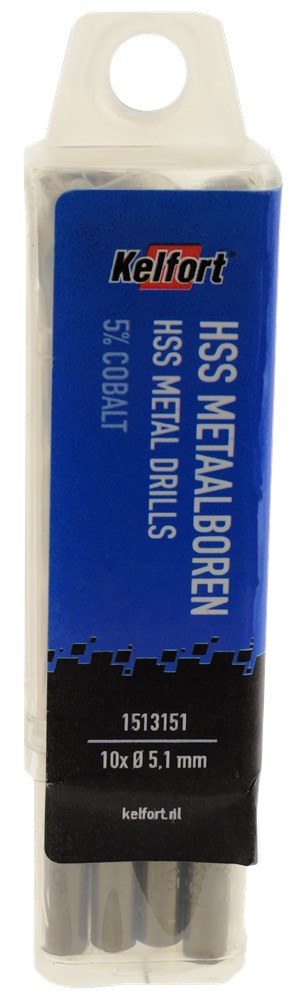 Kelfort
HSS METAALBOREN
HSS METAL DRILLS
5% COBALT
1513151
10x Ø 5,1 mm
kelfort.nl